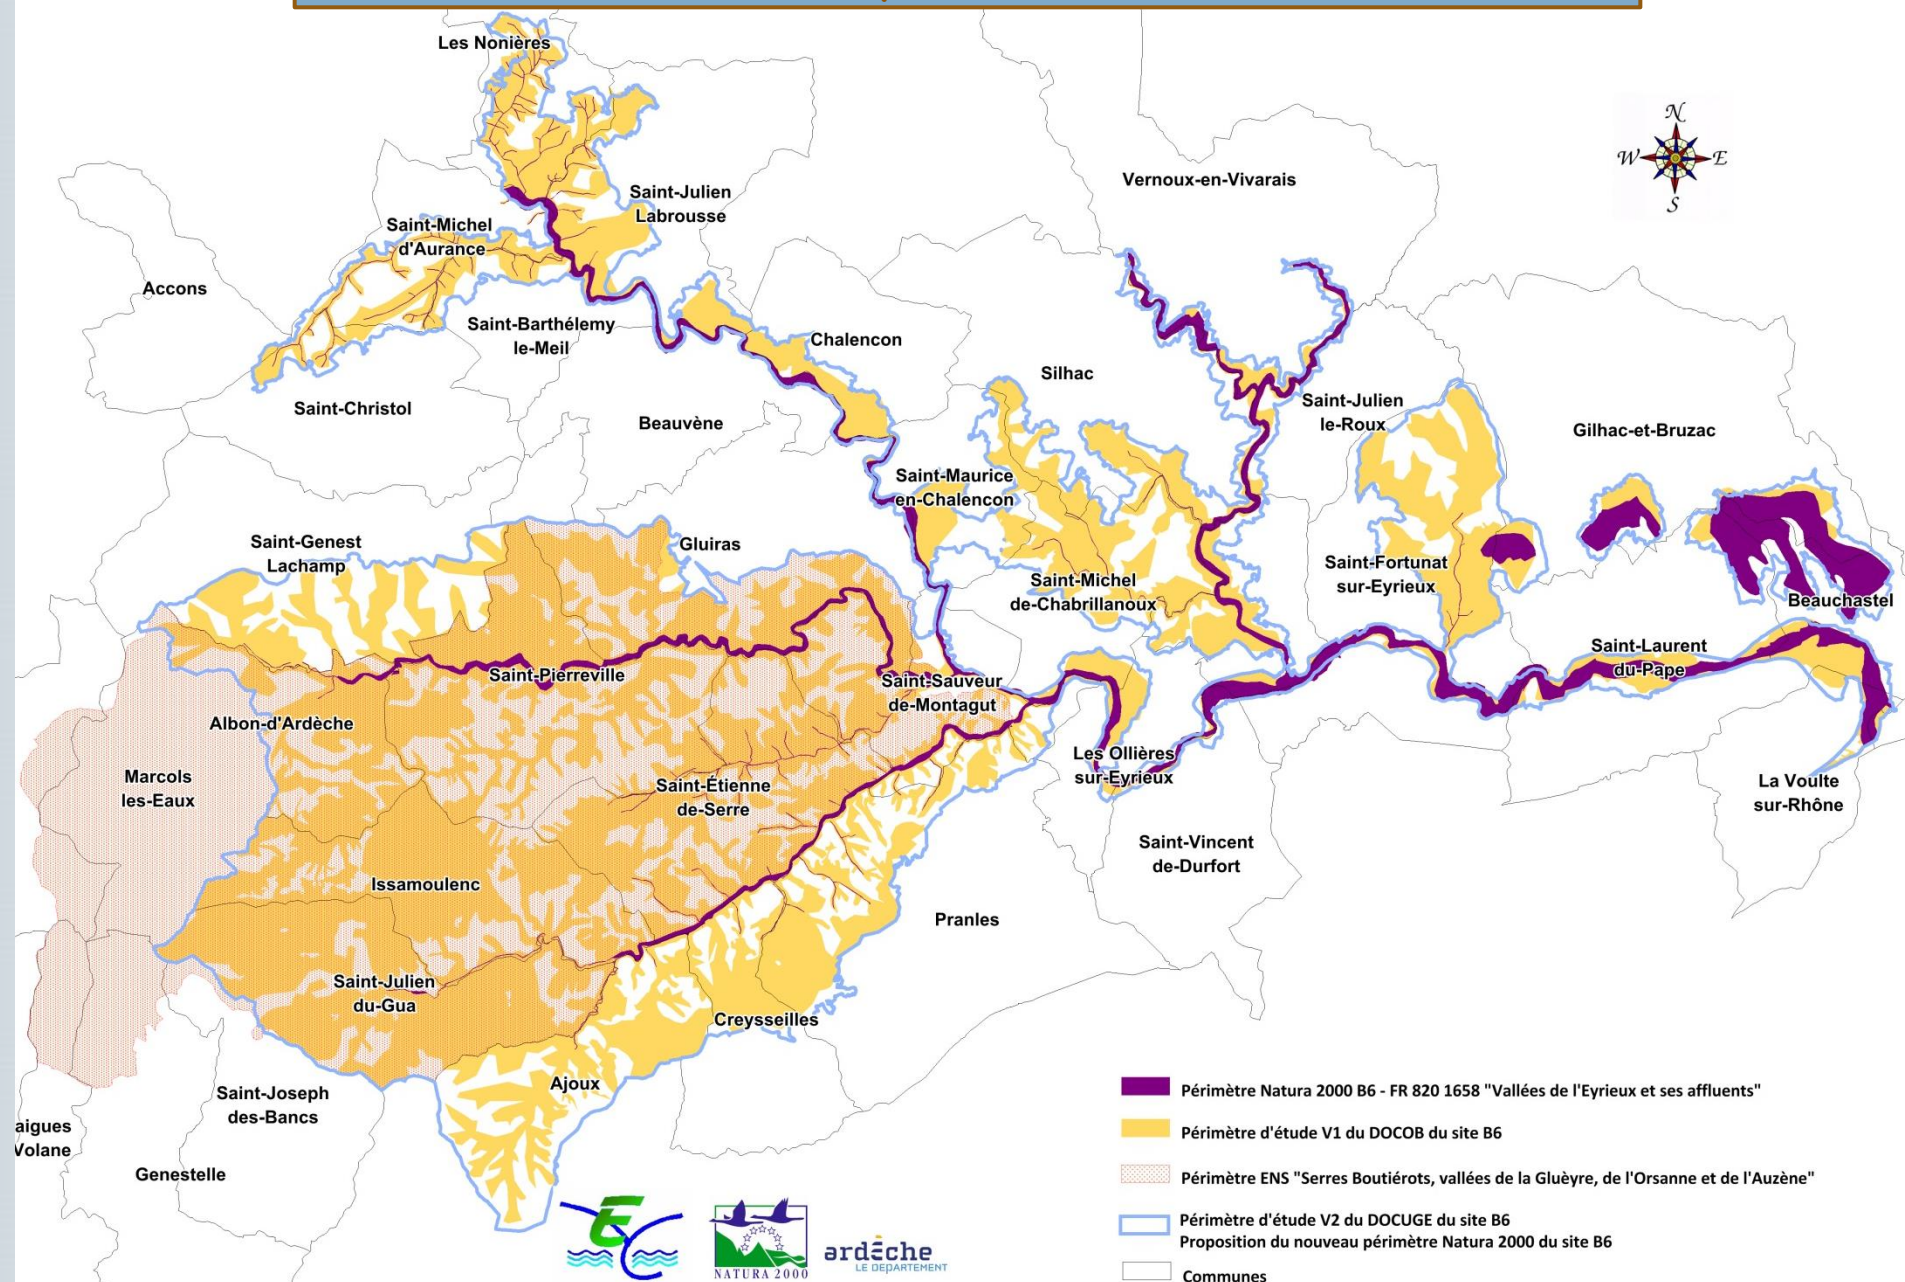 Les Nonières
N
W
E
S
Vernoux-en-Vivarais
Saint-Julien
Labrousse
Saint-Michel
d'Aurance
Accons
Saint-Barthélemy
le-Meil
Chalencon
Silhac
Saint-Christol
Beauvène
Saint-Julien
le-Roux
Gilhac-et-Bruzac
Saint-Maurice
en-Chalencon
Saint-Genest
Lachamp
Gluiras
Saint-Michel
de-Chabrillanoux
Saint-Fortunat
sur-Eyrieux
Beauchastel
Saint-Laurent
du-Pape
Saint-Pierreville
Saint-Sauveur
de-Montagut
Albon-d'Ardèche
Marcols
les-Eaux
Saint-Étienne
de-Serre
Les Ollières
sur-Eyrieux
La Voulte
sur-Rhône
Saint-Vincent
de-Durfort
Issamoulenc
Pranles
Saint-Julien
du-Gua
Creysseilles
Ajoux
Saint-Joseph
des-Bancs
aigues
Volane
Genestelle
Périmètre Natura 2000 B6 - FR 820 1658 "Vallées de l'Eyrieux et ses affluents"
Périmètre d'étude V1 du DOCOB du site B6
Périmètre ENS "Serres Boutiérots, vallées de la Gluèyre, de l'Orsanne et de l'Auzène"
Périmètre d'étude V2 du DOCUGE du site B6
Proposition du nouveau périmètre Natura 2000 du site B6
Communes
E C
NATURA 2000
ardèche
LE DEPARTEMENT